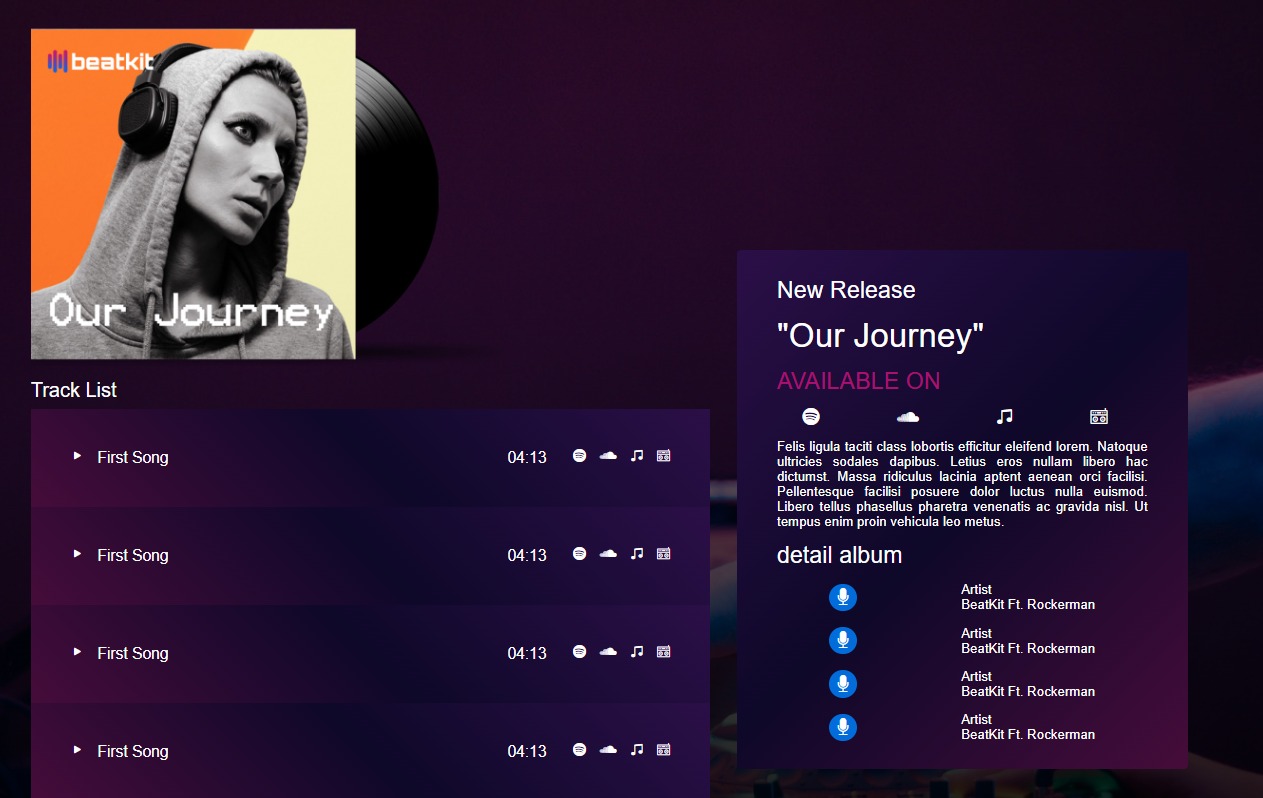 beatkit
Our Journey
Track List
First Song 04:13
First Song 04:13
First Song 04:13
First Song 04:13
New Release
"Our Journey"
AVAILABLE ON
Felis ligula taciti class lobortis efficitur eleifend lorem. Natoque
ultricies sodales dapibus. Letius eros nullam libero hac
dictumst. Massa ridiculus lacinia aptent aenean orci facilisi.
Pellentesque facilisi posuere dolor luctus nulla euismod.
Libero tellus phasellus pharetra venenatis ac gravida nisl. Ut
tempus enim proin vehicula leo metus.
detail album
Artist
BeatKit Ft. Rockerman
Artist
BeatKit Ft. Rockerman
Artist
BeatKit Ft. Rockerman
Artist
BeatKit Ft. Rockerman